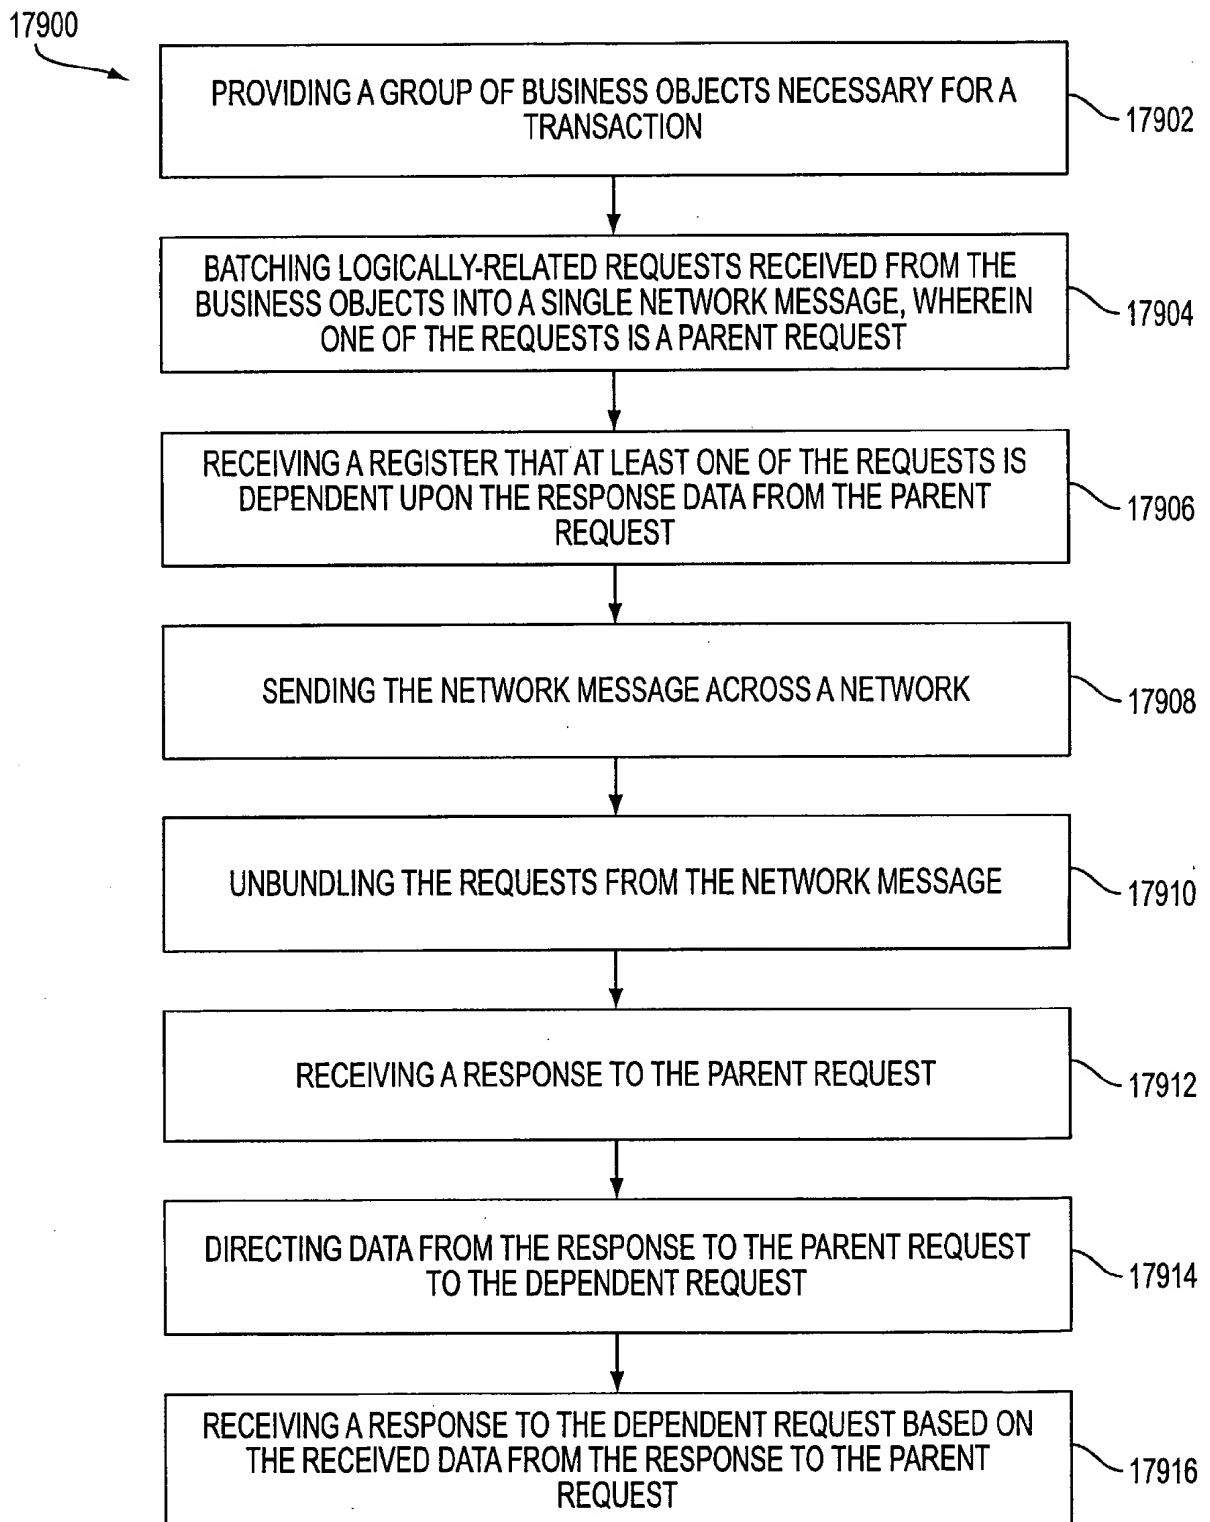 17900
PROVIDING A GROUP OF BUSINESS OBJECTS NECESSARY FOR A
TRANSACTION
17902
BATCHING LOGICALLY-RELATED REQUESTS RECEIVED FROM THE
BUSINESS OBJECTS INTO A SINGLE NETWORK MESSAGE, WHEREIN
ONE OF THE REQUESTS IS A PARENT REQUEST
17904
RECEIVING A REGISTER THAT AT LEAST ONE OF THE REQUESTS IS
DEPENDENT UPON THE RESPONSE DATA FROM THE PARENT
REQUEST
17906
SENDING THE NETWORK MESSAGE ACROSS A NETWORK
17908
UNBUNDLING THE REQUESTS FROM THE NETWORK MESSAGE
17910
RECEIVING A RESPONSE TO THE PARENT REQUEST
17912
DIRECTING DATA FROM THE RESPONSE TO THE PARENT REQUEST
TO THE DEPENDENT REQUEST
17914
RECEIVING A RESPONSE TO THE DEPENDENT REQUEST BASED ON
THE RECEIVED DATA FROM THE RESPONSE TO THE PARENT
REQUEST
17916